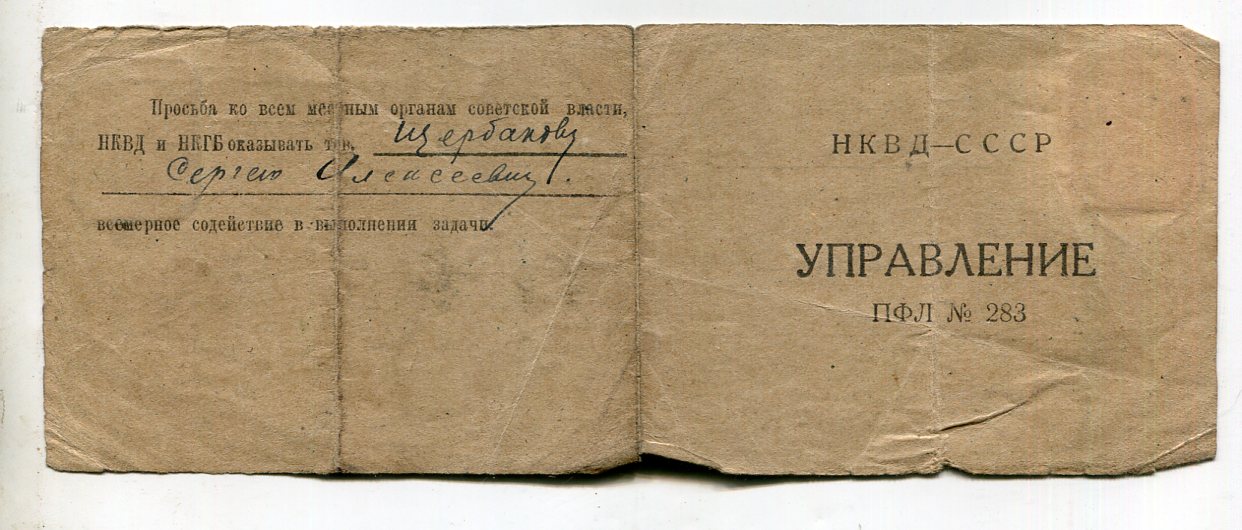 Просьба ко всем местным органам советской власти,
НКВД и НКГБ оказывать тов. Щербакову
Сергею Алексеевичу.
всемерное содействие в выполнении задачи.
НКВД—СССР
УПРАВЛЕНИЕ
ПФЛ № 283